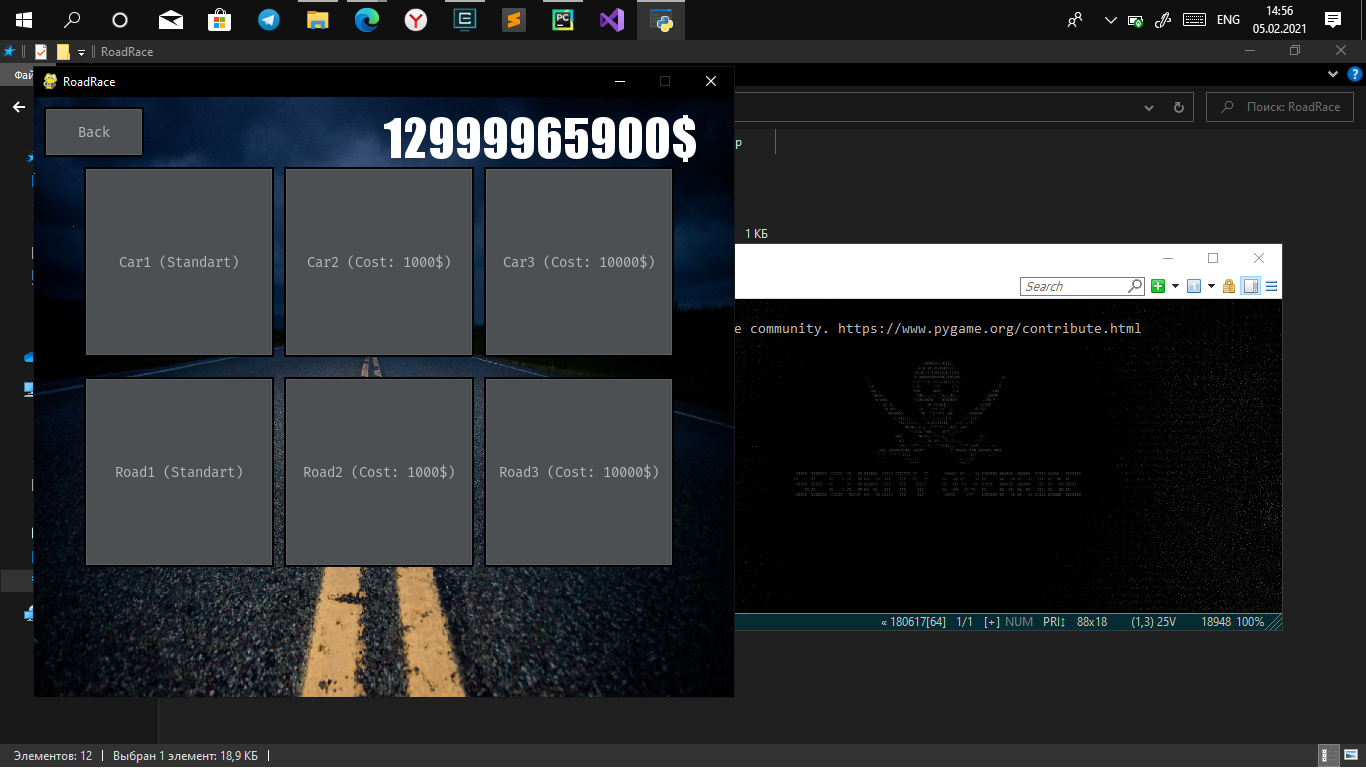 ENG
14:56
05.02.2021
RoadRace
Фай
RoadRace
Back
12999965900$
Поиск: RoadRace
р
1 КБ
Car1 (Standart)
Car2 (Cost: 1000$)
Car3 (Cost: 10000$)
Search
e community. https://www.pygame.org/contribute.html
Road1 (Standart)
Road2 (Cost: 1000$)
Road3 (Cost: 10000$)
« 180617[64] 1/1 [+] NUM PRI↕ 88x18 (1,3) 25V 18948 100%
Элементов: 12 Выбран 1 элемент: 18,9 КБ